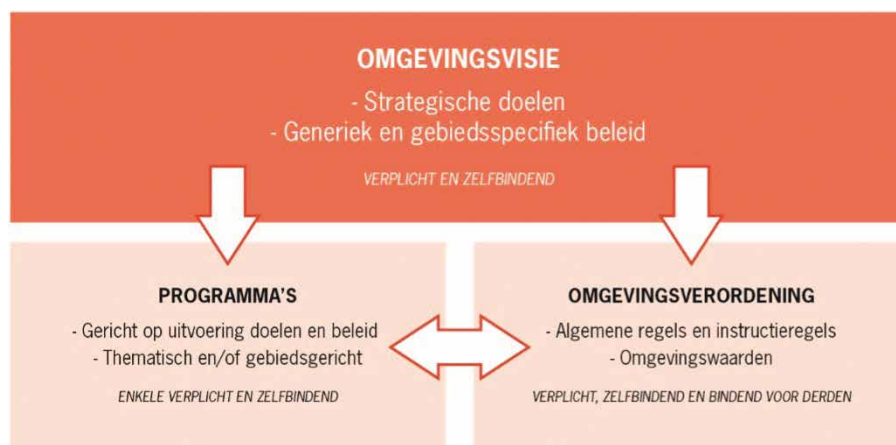 OMGEVINGSVISIE
- Strategische doelen
- Generiek en gebiedsspecifiek beleid
VERPLICHT EN ZELFBINDEND
PROGRAMMA'S
- Gericht op uitvoering doelen en beleid
- Thematisch en/of gebiedsgericht
ENKELE VERPLICHT EN ZELFBINDEND
OMGEVINGSVERORDENING
- Algemene regels en instructieregels
- Omgevingswaarden
VERPLICHT, ZELFBINDEND EN BINDEND VOOR DERDEN